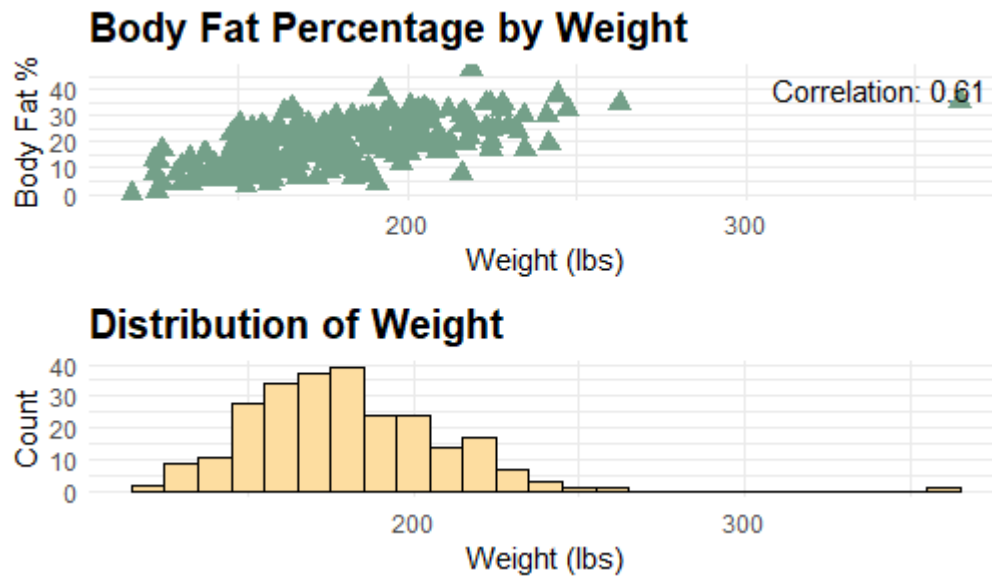 Body Fat Percentage by Weight
Body Fat %
40
30
20
10
0
Correlation: 0.61
200
300
Weight (lbs)
Distribution of Weight
Count
40
30
20
10
0
200
300
Weight (lbs)